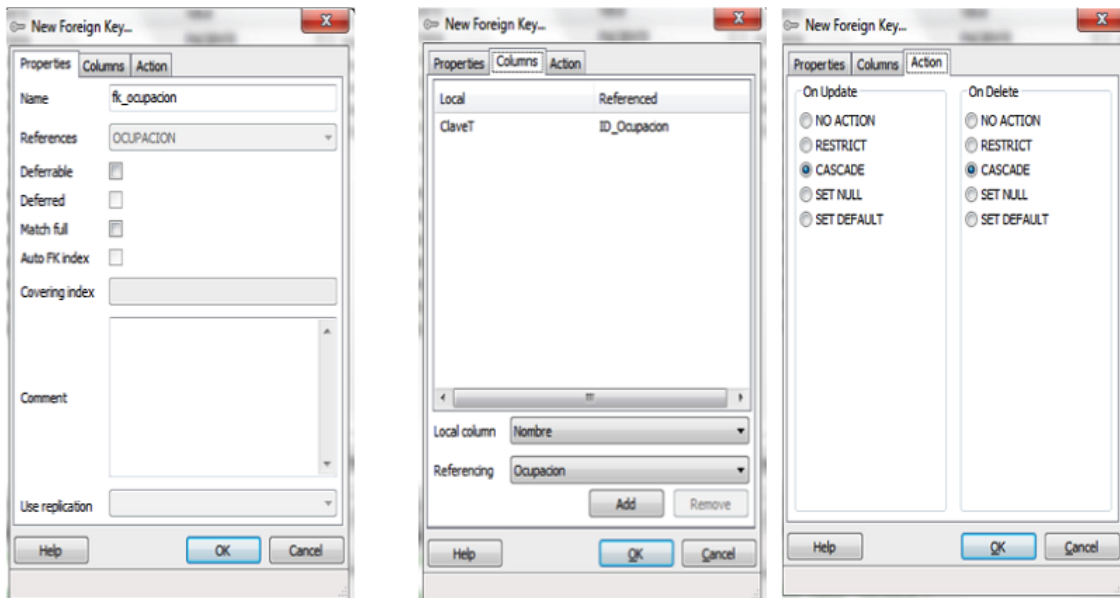 New Foreign Key...
Properties Columns Action
Name fk_ocupacion
References OCUPACION
Deferrable
Deferred
Match full
Auto FK index
Covering index
Comment
Use replication
Help OK Cancel
New Foreign Key...
Properties Columns Action
Local Referenced
ClaveT ID_Ocupacion
Local column Nombre
Referencing Ocupacion
Add Remove
Help OK Cancel
New Foreign Key...
Properties Columns Action
On Update On Delete
NO ACTION NO ACTION
RESTRICT RESTRICT
CASCADE CASCADE
SET NULL SET NULL
SET DEFAULT SET DEFAULT
Help OK Cancel